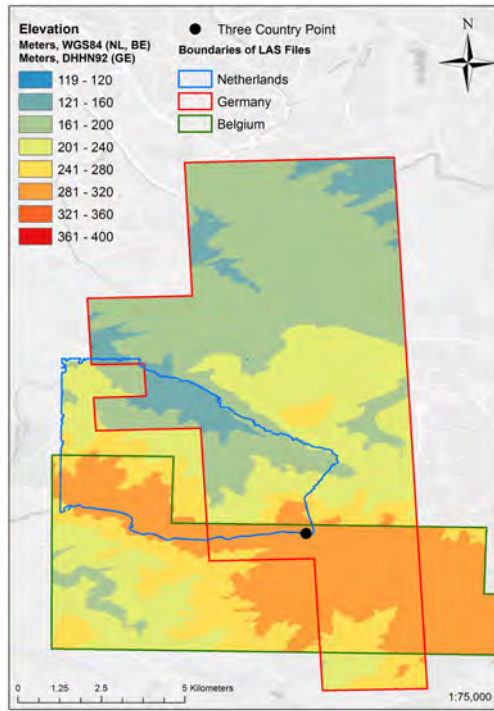 Elevation
Meters, WGS84 (NL, BE)
Meters, DHHN92 (GE)
119 - 120
121 - 160
161 - 200
201 - 240
241 - 280
281 - 320
321 - 360
361 - 400
Three Country Point
Boundaries of LAS Files
Netherlands
Germany
Belgium
N
0 1.25 2.5 5 Kilometers
1:75,000